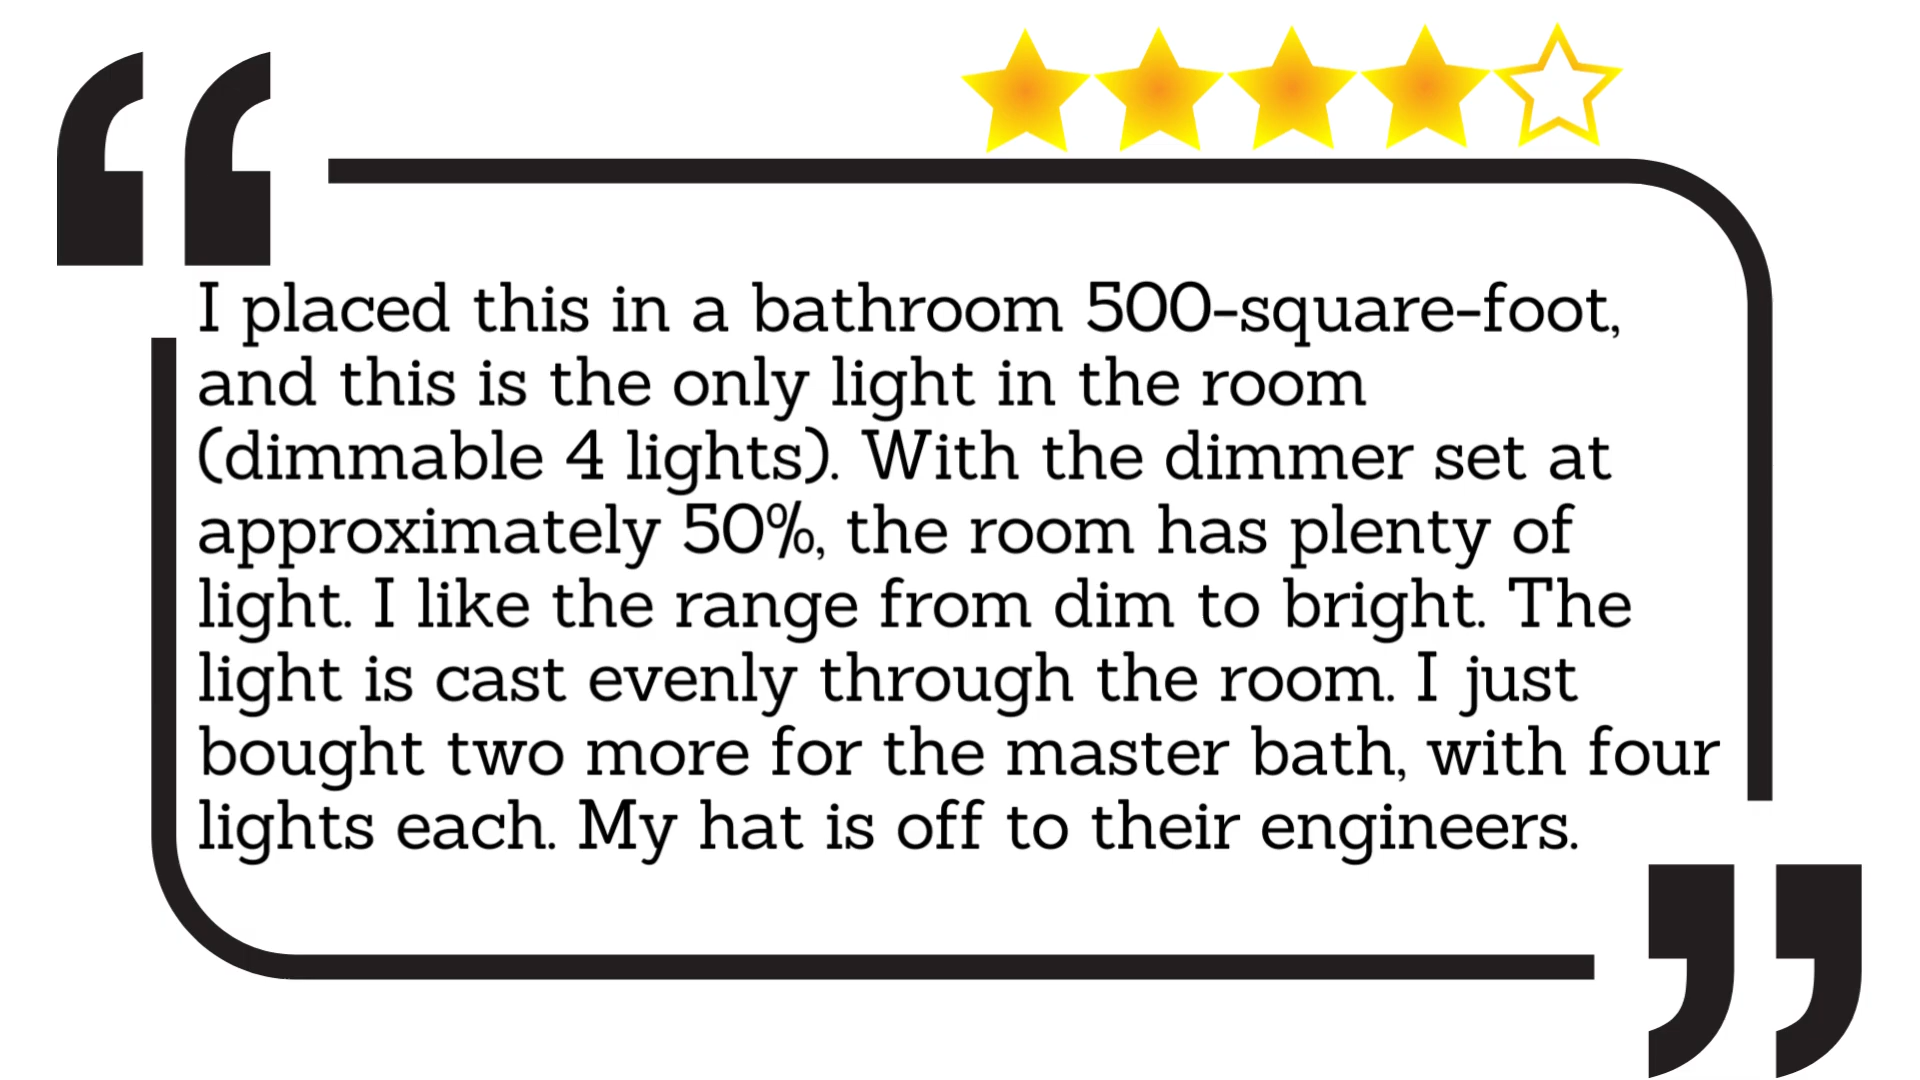 I placed this in a bathroom 500-square-foot,
and this is the only light in the room
(dimmable 4 lights). With the dimmer set at
approximately 50%, the room has plenty of
light. I like the range from dim to bright. The
light is cast evenly through the room. I just
bought two more for the master bath, with four
lights each. My hat is off to their engineers.